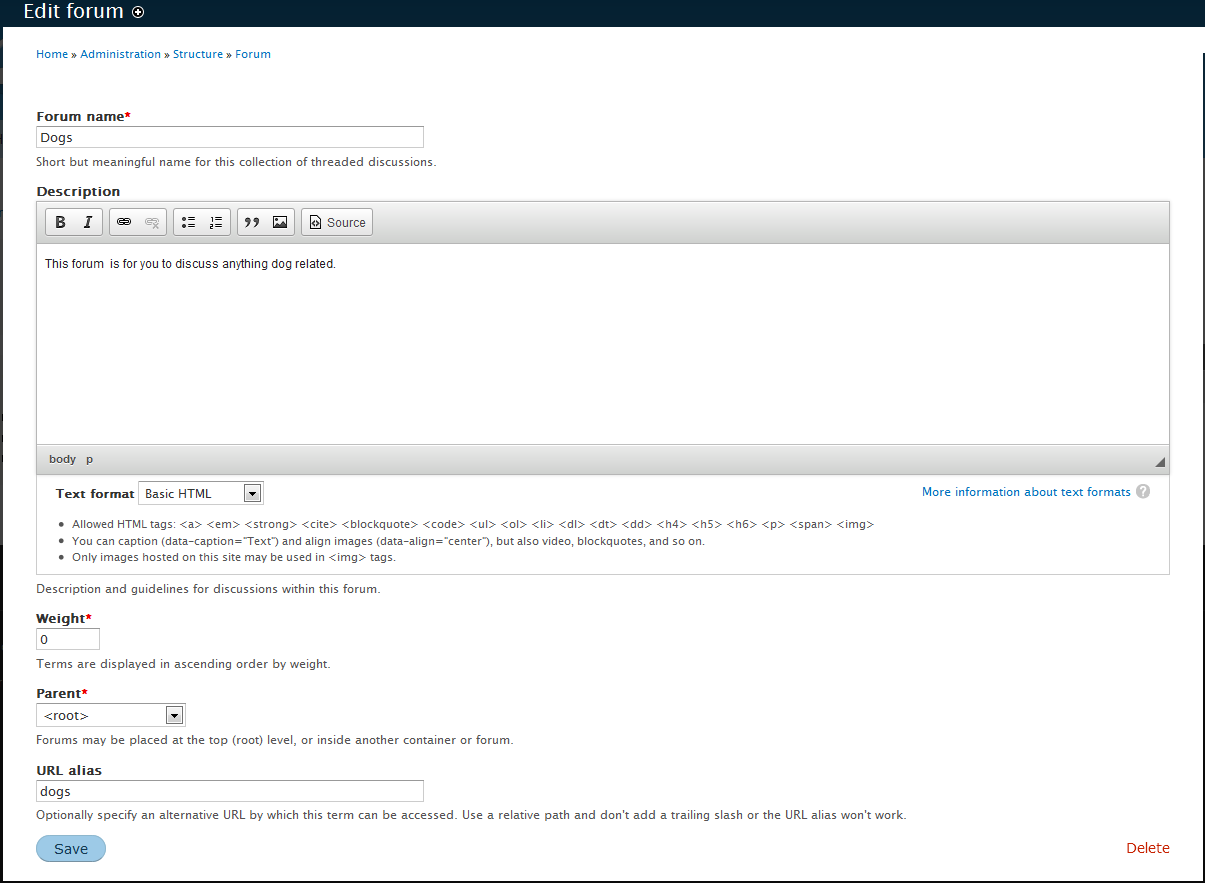 Edit forum
Home » Administration » Structure » Forum
Forum name*
Dogs
Short but meaningful name for this collection of threaded discussions.
Description
B I Source
This forum  is for you to discuss anything dog related.
body p
Text format Basic HTML More information about text formats ?
• Allowed HTML tags: <a> <em> <strong> <cite> <blockquote> <code> <ul> <ol> <li> <dl> <dt> <dd> <h4> <h5> <h6> <p> <span> <img>
• You can caption (data-caption="Text") and align images (data-align="center"), but also video, blockquotes, and so on.
• Only images hosted on this site may be used in <img> tags.
Description and guidelines for discussions within this forum.
Weight*
0
Terms are displayed in ascending order by weight.
Parent*
<root>
Forums may be placed at the top (root) level, or inside another container or forum.
URL alias
dogs
Optionally specify an alternative URL by which this term can be accessed. Use a relative path and don't add a trailing slash or the URL alias won't work.
Save Delete